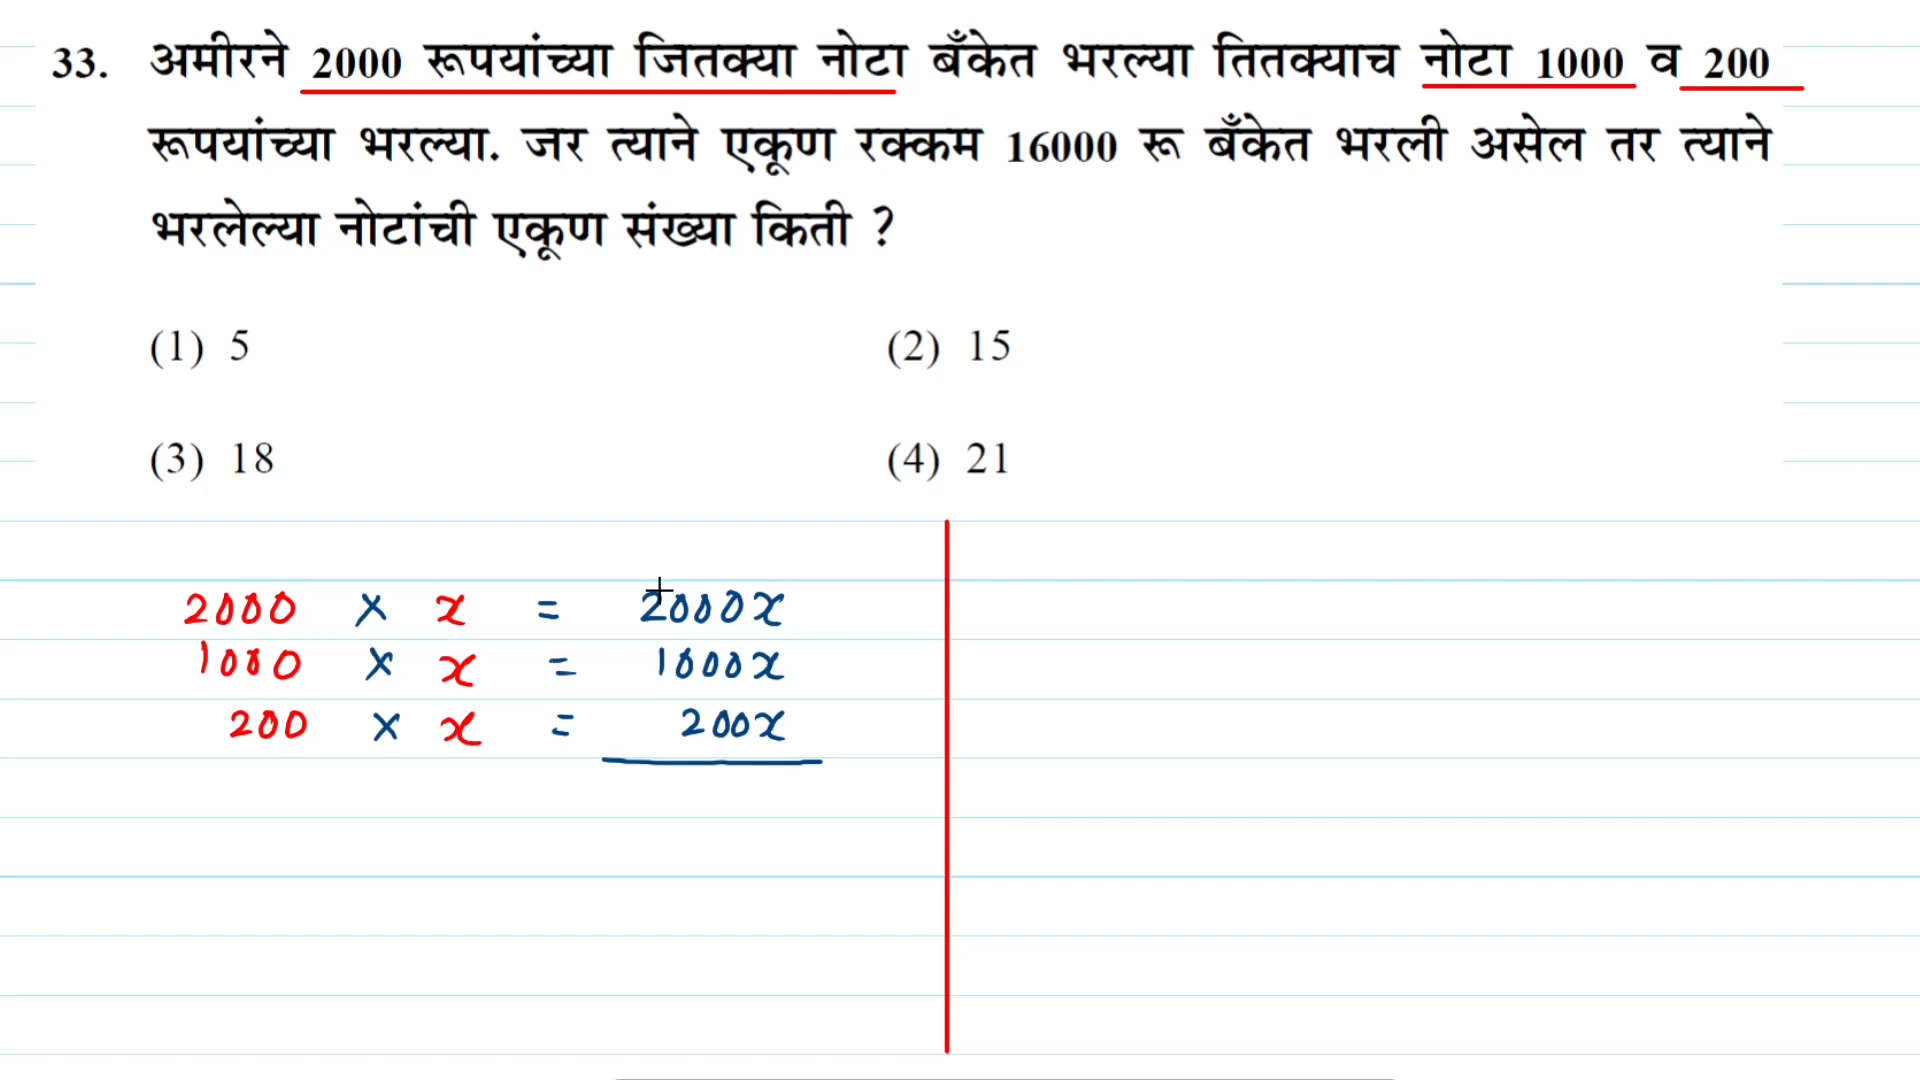 33. अमीरने 2000 रूपयांच्या जितक्या नोटा बँकेत भरल्या तितक्याच नोटा 1000 व 200
रूपयांच्या भरल्या. जर त्याने एकूण रक्कम 16000 रू बँकेत भरली असेल तर त्याने
भरलेल्या नोटांची एकूण संख्या किती ?
(1) 5 (2) 15
(3) 18 (4) 21
2000 × x = 2000x
1000 × x = 1000x
200 × x = 200x